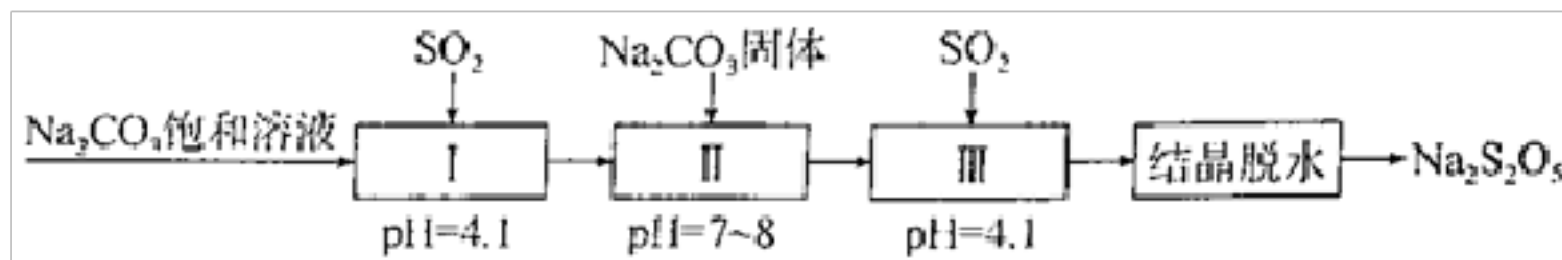 SO₂ Na₂CO₃固体 SO₂
Na₂CO₃饱和溶液 I II III 结晶脱水 Na₂S₂O₅
pH=4.1 pH=7~8 pH=4.1